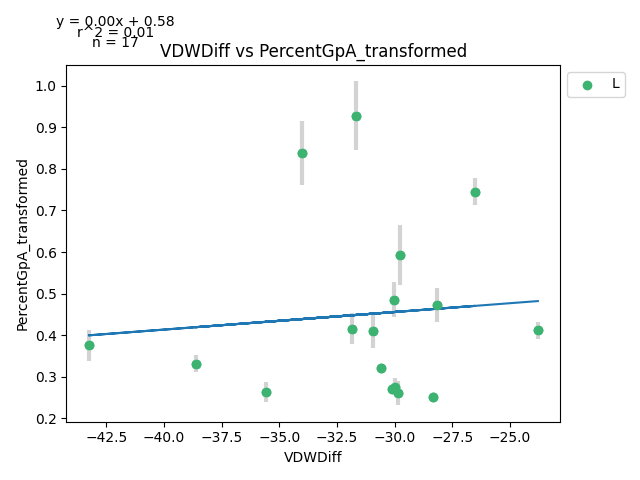 y = 0.00x + 0.58
r^2 = 0.01
n = 17
VDWDiff vs PercentGpA_transformed
L
PercentGpA_transformed
1.0
0.9
0.8
0.7
0.6
0.5
0.4
0.3
0.2
−42.5 −40.0 −37.5 −35.0 −32.5 −30.0 −27.5 −25.0
VDWDiff